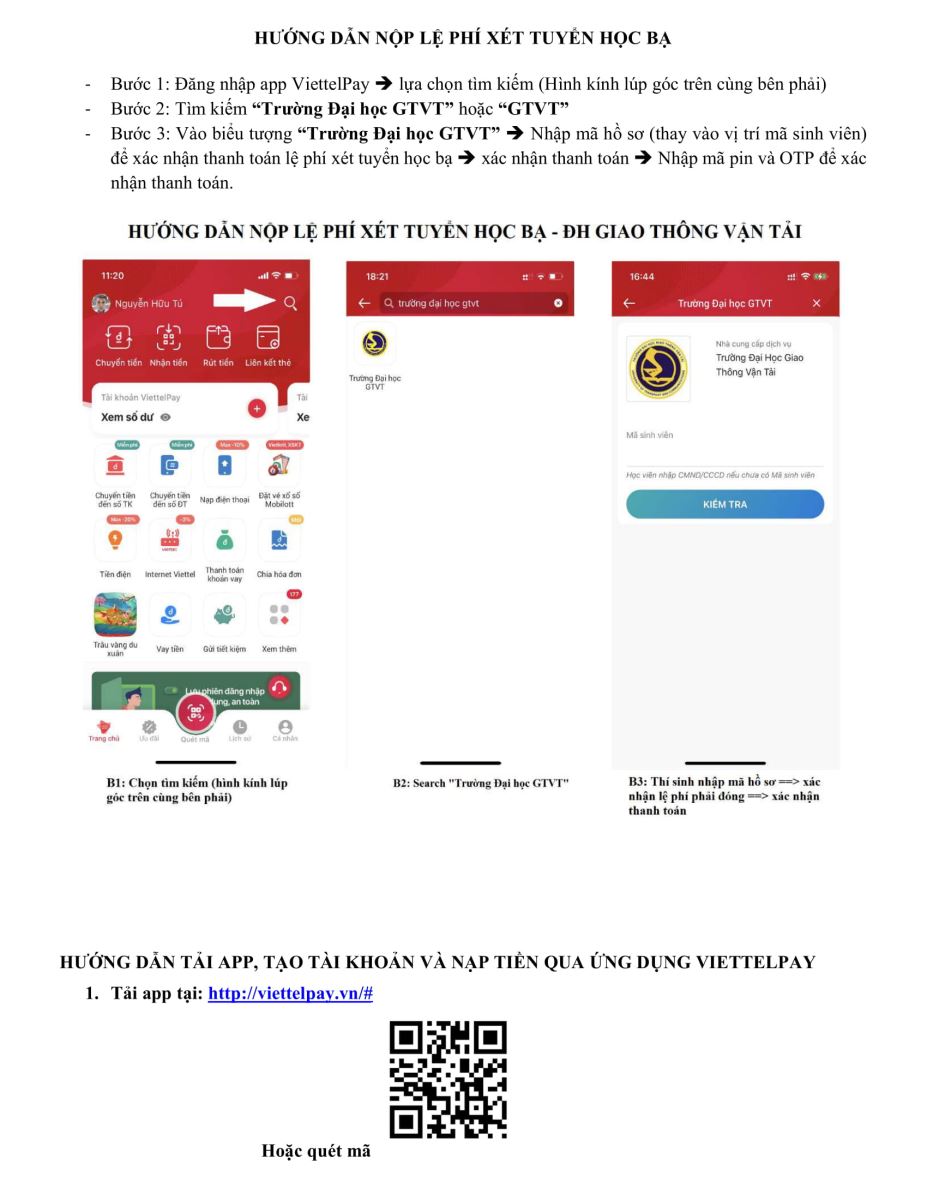 HƯỚNG DẪN NỘP LỆ PHÍ XÉT TUYỂN HỌC BẠ
- Bước 1: Đăng nhập app ViettelPay ➔ lựa chọn tìm kiếm (Hình kính lúp góc trên cùng bên phải)
- Bước 2: Tìm kiếm “Trường Đại học GTVT” hoặc “GTVT”
- Bước 3: Vào biểu tượng “Trường Đại học GTVT” ➔ Nhập mã hồ sơ (thay vào vị trí mã sinh viên)
để xác nhận thanh toán lệ phí xét tuyển học bạ ➔ xác nhận thanh toán ➔ Nhập mã pin và OTP để xác
nhận thanh toán.
HƯỚNG DẪN NỘP LỆ PHÍ XÉT TUYỂN HỌC BẠ - ĐH GIAO THÔNG VẬN TẢI
11:20
Nguyễn Hữu Tú
Chuyển tiền Nhận tiền Rút tiền Liên kết thẻ
Tài khoản ViettelPay
Tài
Xem số dư
Xe
Miễn phí Miễn phí Max -10% Vietlott, XSKT
Chuyển tiền đến số TK
Chuyển tiền đến số ĐT
Nạp điện thoại
Đặt vé xổ số Mobilott
Max -20% -3% Mới
Tiền điện
Internet Viettel
Thanh toán khoản vay
Chia hóa đơn
177
Trâu vàng du xuân
Vay tiền
Gửi tiết kiệm
Xem thêm
Lưu phiên đăng nhập
dụng, an toàn
Trang chủ Ưu đãi Quét mã Lịch sử Cá nhân
B1: Chọn tìm kiếm (hình kính lúp
góc trên cùng bên phải)
18:21
trường đại học gtvt
Trường Đại học
GTVT
B2: Search "Trường Đại học GTVT"
16:44
Trường Đại học GTVT
Nhà cung cấp dịch vụ
Trường Đại Học Giao
Thông Vận Tải
Mã sinh viên
Học viên nhập CMND/CCCD nếu chưa có Mã sinh viên
KIỂM TRA
B3: Thí sinh nhập mã hồ sơ ==> xác
nhận lệ phí phải đóng ==> xác nhận
thanh toán
HƯỚNG DẪN TẢI APP, TẠO TÀI KHOẢN VÀ NẠP TIỀN QUA ỨNG DỤNG VIETTELPAY
1. Tải app tại: http://viettelpay.vn/#
Hoặc quét mã